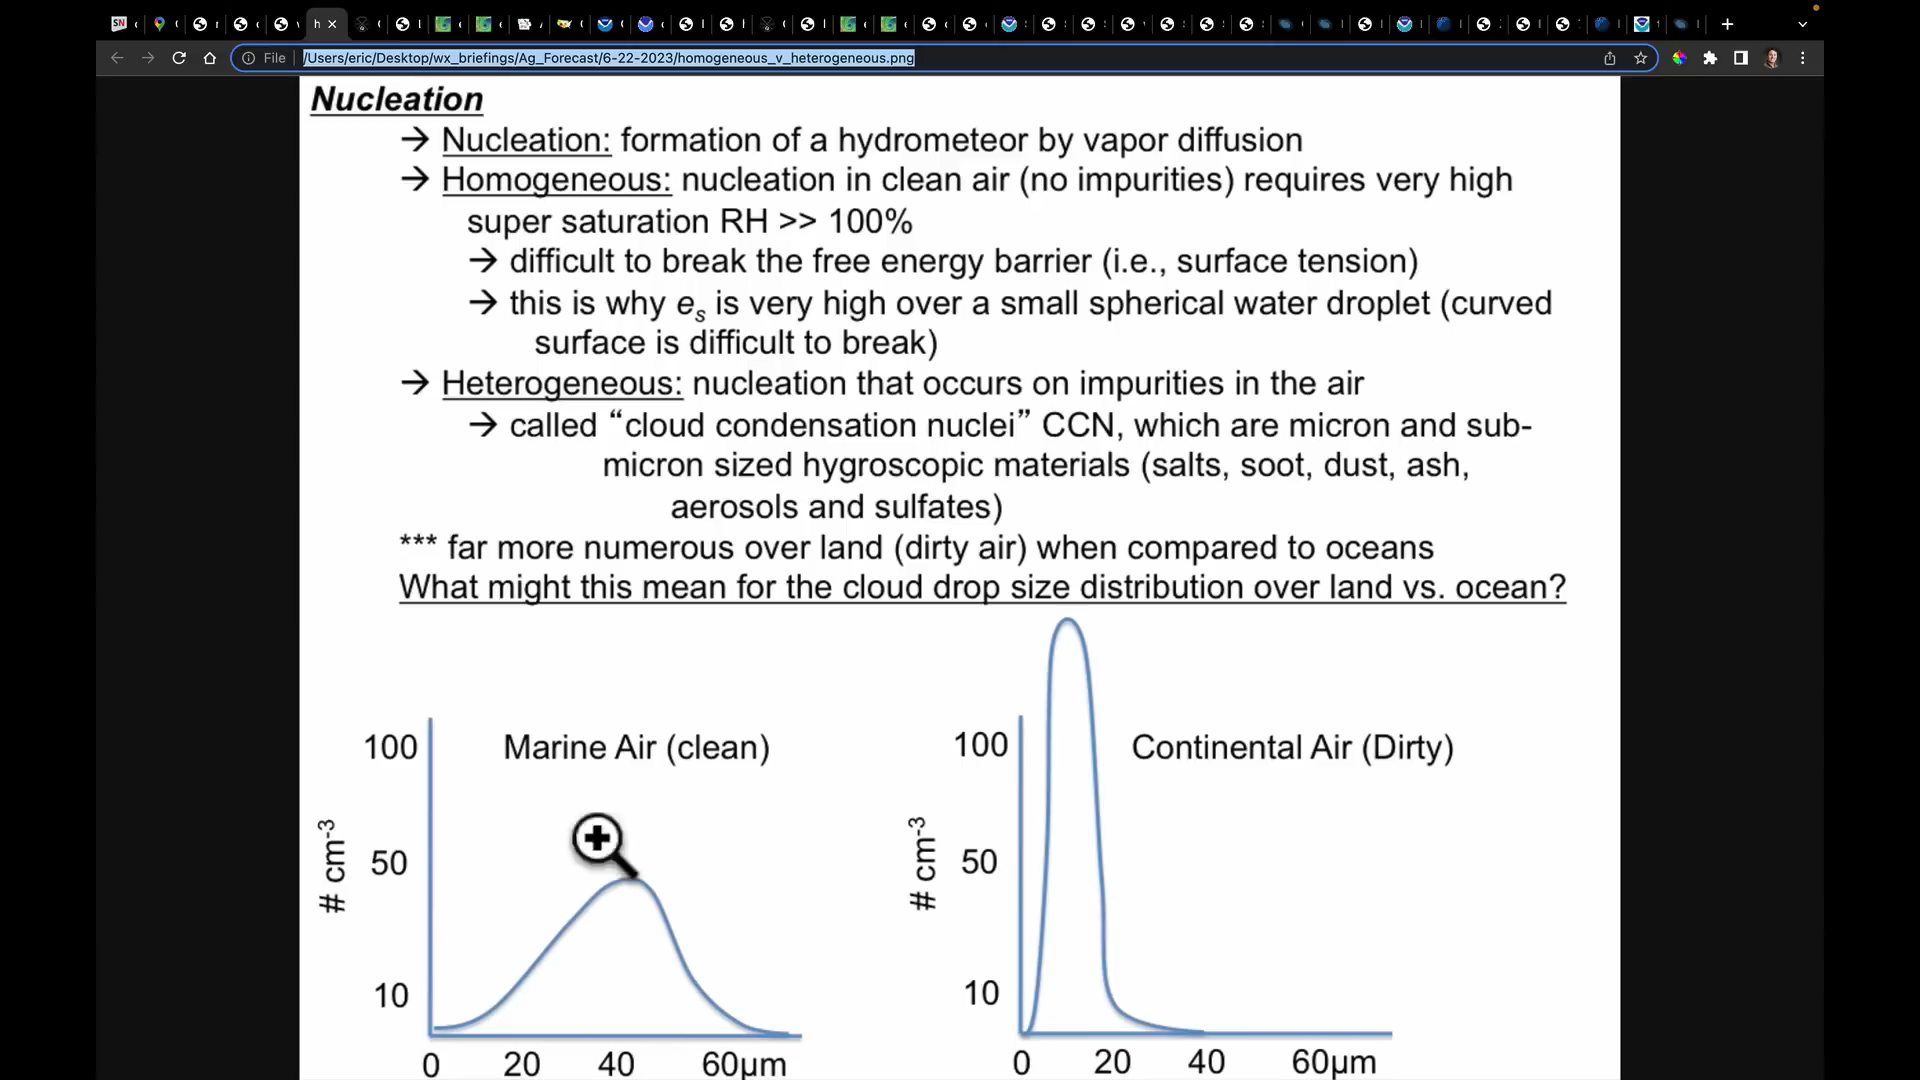 File /Users/eric/Desktop/wx_briefings/Ag_Forecast/6-22-2023/homogeneous_v_heterogeneous.png
Nucleation
→ Nucleation: formation of a hydrometeor by vapor diffusion
→ Homogeneous: nucleation in clean air (no impurities) requires very high
super saturation RH >> 100%
→ difficult to break the free energy barrier (i.e., surface tension)
→ this is why es is very high over a small spherical water droplet (curved
surface is difficult to break)
→ Heterogeneous: nucleation that occurs on impurities in the air
→ called “cloud condensation nuclei” CCN, which are micron and sub-
micron sized hygroscopic materials (salts, soot, dust, ash,
aerosols and sulfates)
*** far more numerous over land (dirty air) when compared to oceans
What might this mean for the cloud drop size distribution over land vs. ocean?
Marine Air (clean)
100
50
10
# cm-3
0 20 40 60µm
Continental Air (Dirty)
100
50
10
# cm-3
0 20 40 60µm